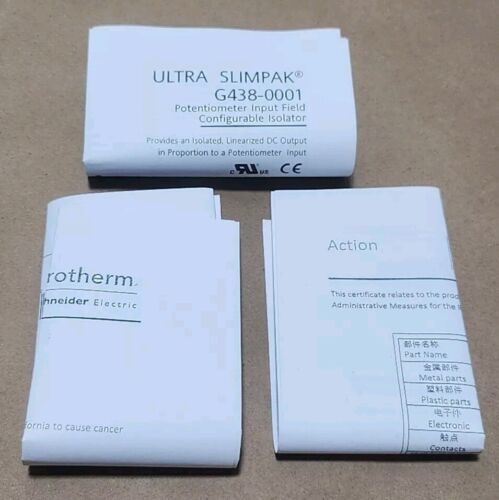 ULTRA SLIMPAK®
G438-0001
Potentiometer Input Field
Configurable Isolator
Provides an Isolated, Linearized DC Output
in Proportion to a Potentiometer Input
c UR US CE
rotherm.
hneider Electric
ornia to cause cancer
Action
This certificate relates to the prod
Administrative Measures for the
部件名称
Part Name
金属部件
Metal parts
塑料部件
Plastic parts
电子件
Electronic
触点
Contacts